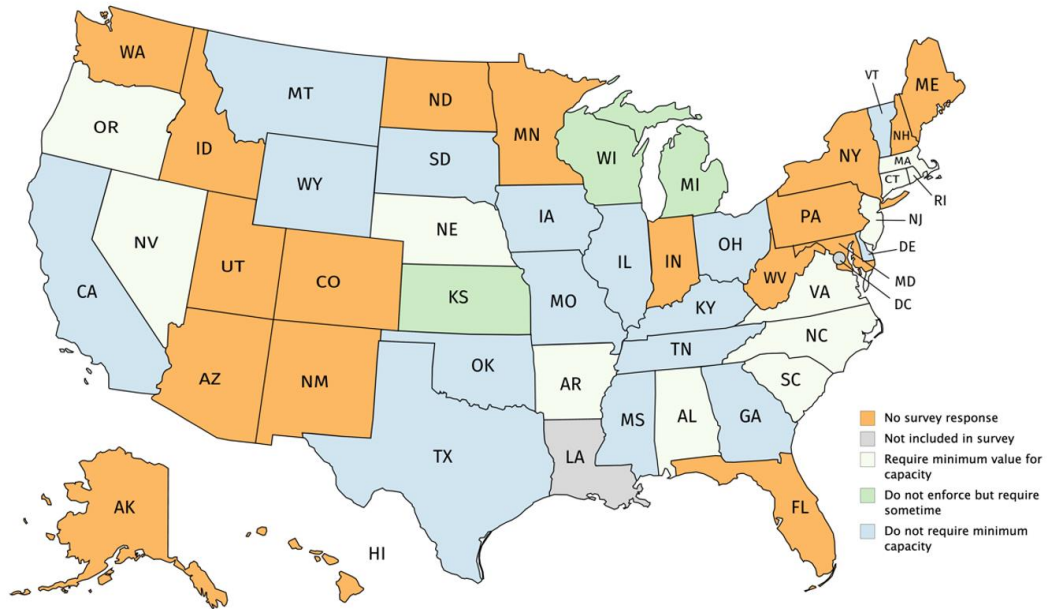 WA
OR
ID
MT
ND
MN
SD
WY
NV
CA
UT
CO
AZ
NM
NE
KS
IA
MO
OK
TX
AR
LA
WI
MI
IL
IN
OH
KY
TN
MS
AL
GA
FL
SC
NC
VA
WV
PA
NY
VT
NH
ME
MA
CT
RI
NJ
DE
MD
DC
AK
HI
No survey response
Not included in survey
Require minimum value for
capacity
Do not enforce but require
sometime
Do not require minimum
capacity